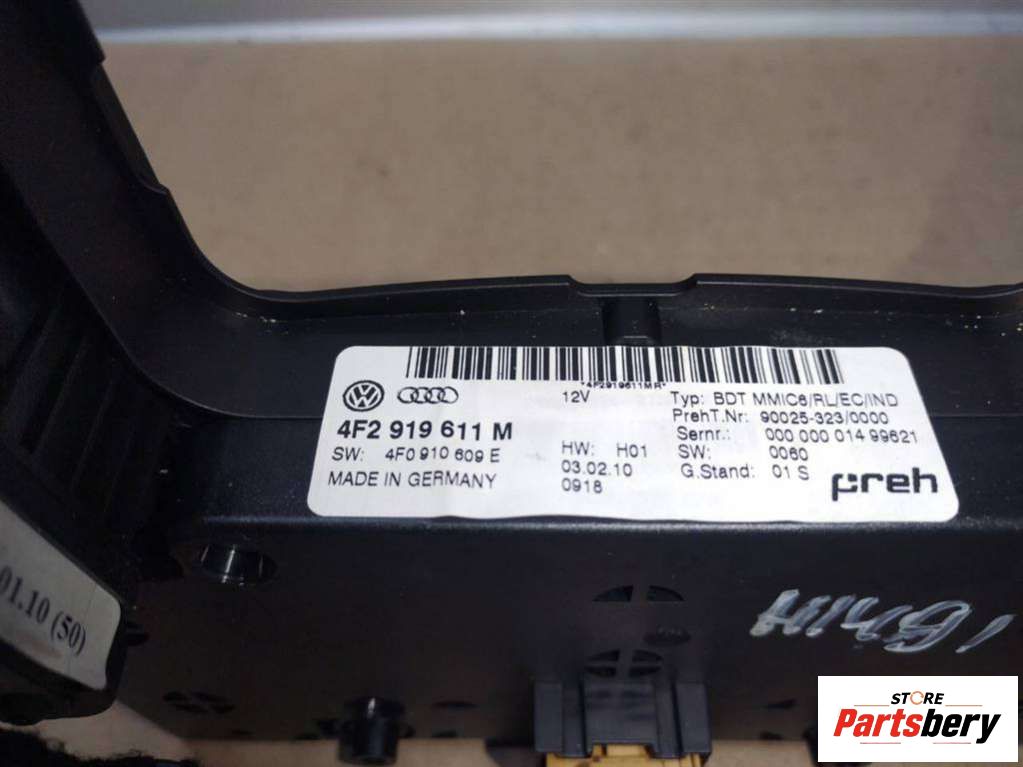 *4F2919611MR*
12V
4F2 919 611 M
SW: 4F0 910 609 E
MADE IN GERMANY
HW: H01
03.02.10
0918
Typ: BDT MMIC6/RL/EC/IND
PrehT.Nr: 90025-323/0000
Sernr.: 000 000 014 99621
SW: 0060
G.Stand: 01 S
preh
01.10 (50)
STORE
Partsbery